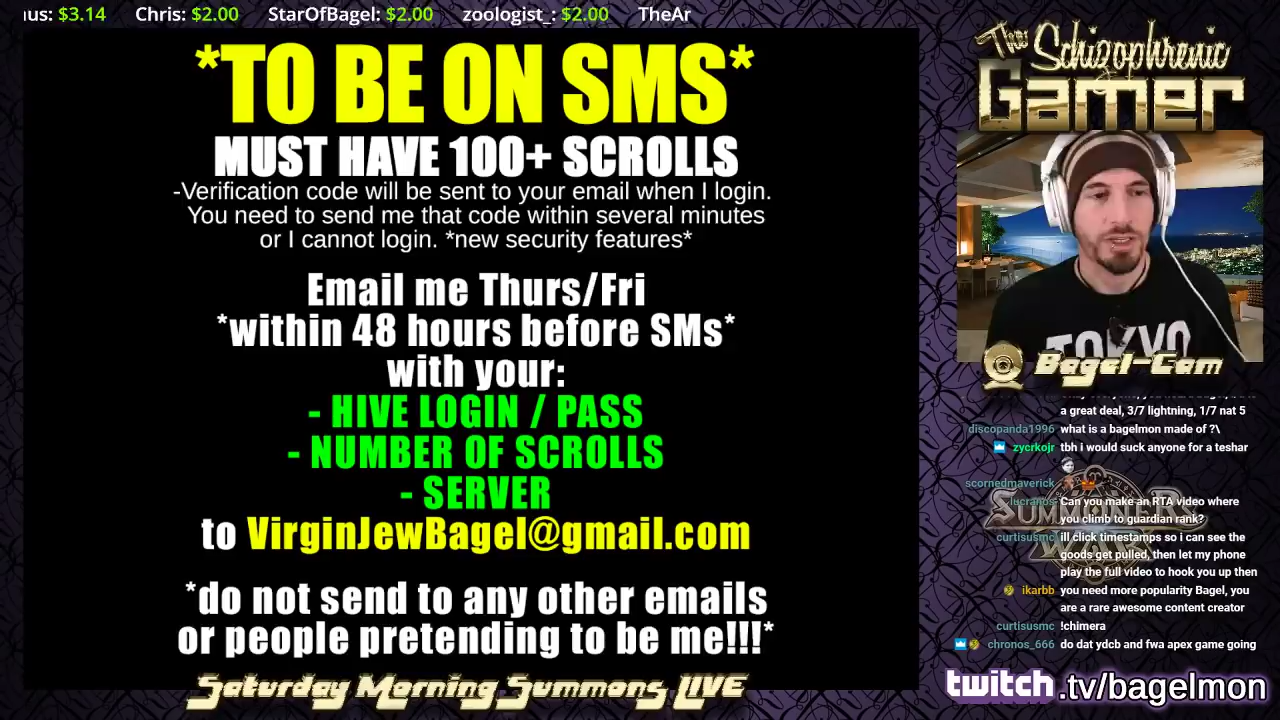 ius: $3.14 Chris: $2.00 StarOfBagel: $2.00 zoologist_: $2.00 TheAr
*TO BE ON SMS*
MUST HAVE 100+ SCROLLS
-Verification code will be sent to your email when I login.
You need to send me that code within several minutes
or I cannot login. *new security features*
Email me Thurs/Fri
*within 48 hours before SMs*
with your:
- HIVE LOGIN / PASS
- NUMBER OF SCROLLS
- SERVER
to VirginJewBagel@gmail.com
*do not send to any other emails
or people pretending to be me!!!*
Saturday Morning Summons LIVE
The Schizophrenic
Gamer
TOKYO
Bagel-Cam
a great deal, 3/7 lightning, 1/7 nat 5
discopanda1996 what is a bagelmon made of ?\
zycrkojr tbh i would suck anyone for a teshar
scornedmaverick
lucranos Can you make an RTA video where
you climb to guardian rank?
curtisusmc ill click timestamps so i can see the
goods get pulled, then let my phone
play the full video to hook you up then
ikarbb you need more popularity Bagel, you
are a rare awesome content creator
curtisusmc !chimera
chronos_666 do dat ydcb and fwa apex game going
SUMMONERS
WAR
twitch.tv/bagelmon